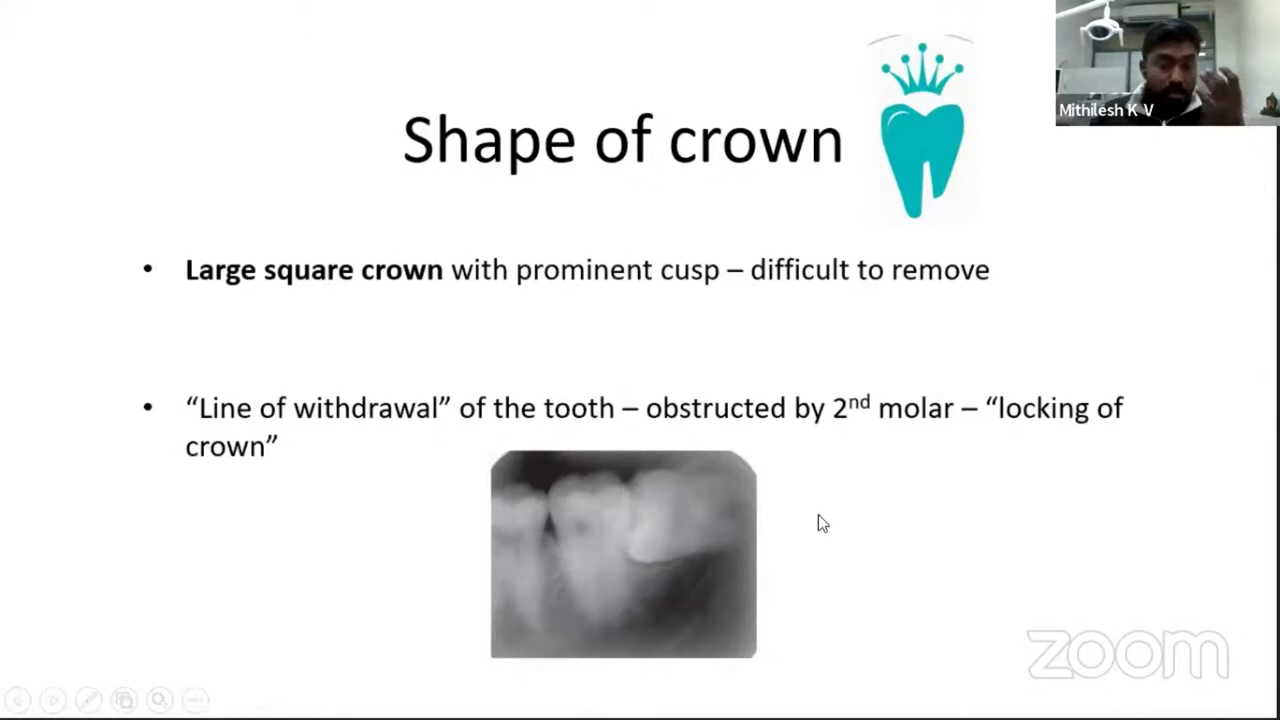 Shape of crown
Mithilesh K V
• Large square crown with prominent cusp – difficult to remove
• “Line of withdrawal” of the tooth – obstructed by 2nd molar – “locking of
crown”
zoom